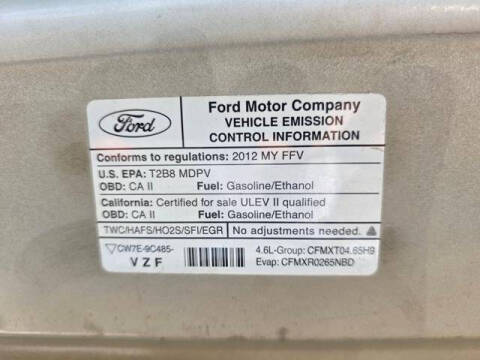 Ford
Ford Motor Company
VEHICLE EMISSION
CONTROL INFORMATION
Conforms to regulations: 2012 MY FFV
U.S. EPA: T2B8 MDPV
OBD: CA II Fuel: Gasoline/Ethanol
California: Certified for sale ULEV II qualified
OBD: CA II Fuel: Gasoline/Ethanol
TWC/HAFS/HO2S/SFI/EGR No adjustments needed.
CW7E-9C485-
VZF
4.6L-Group: CFMXT04.65H9
Evap: CFMXR0265NBD